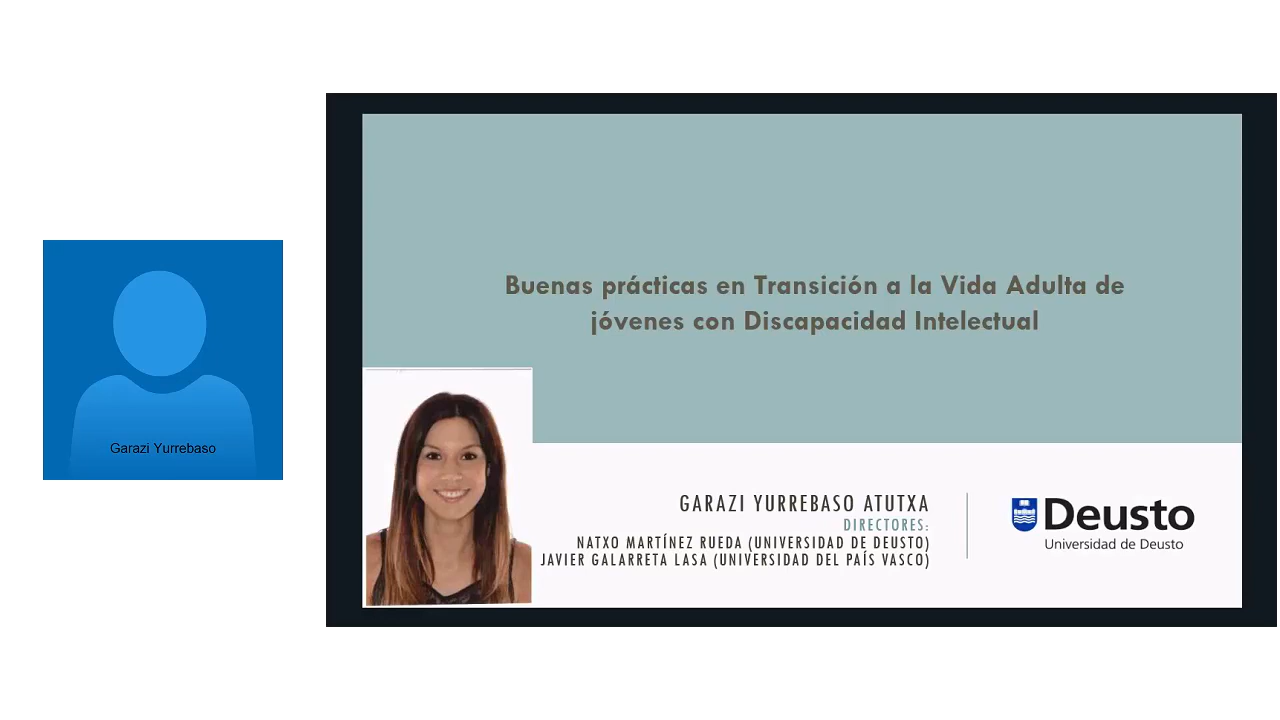 Garazi Yurrebaso
Buenas prácticas en Transición a la Vida Adulta de
jóvenes con Discapacidad Intelectual
GARAZI YURREBASO ATUTXA
DIRECTORES:
NATXO MARTÍNEZ RUEDA (UNIVERSIDAD DE DEUSTO)
JAVIER GALARRETA LASA (UNIVERSIDAD DEL PAÍS VASCO)
Deusto
Universidad de Deusto